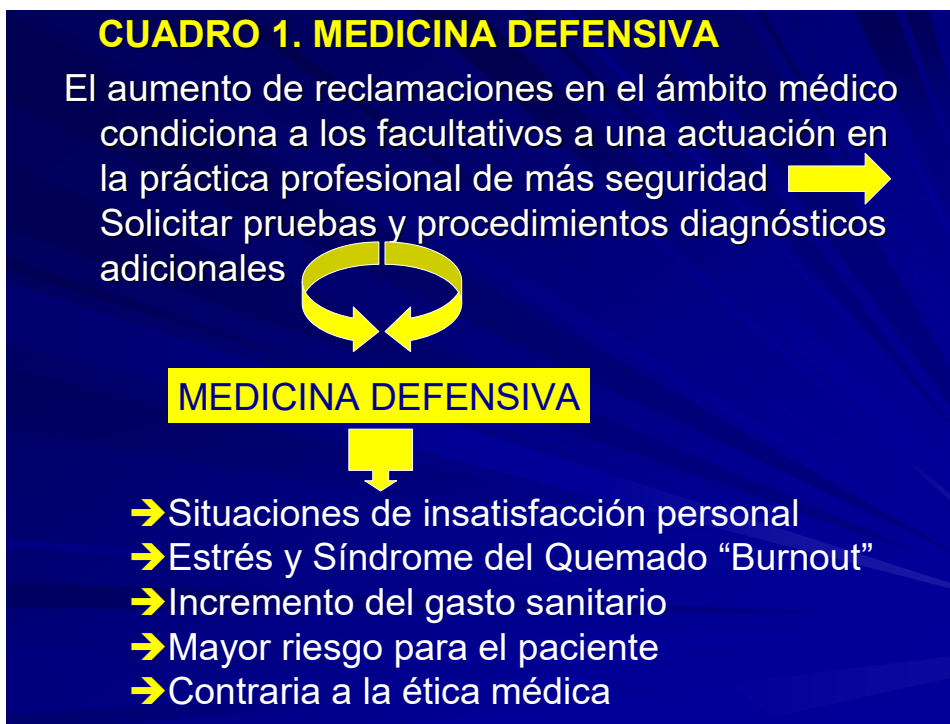 CUADRO 1. MEDICINA DEFENSIVA
El aumento de reclamaciones en el ámbito médico
condiciona a los facultativos a una actuación en
la práctica profesional de más seguridad
Solicitar pruebas y procedimientos diagnósticos
adicionales
MEDICINA DEFENSIVA
Situaciones de insatisfacción personal
Estrés y Síndrome del Quemado “Burnout”
Incremento del gasto sanitario
Mayor riesgo para el paciente
Contraria a la ética médica